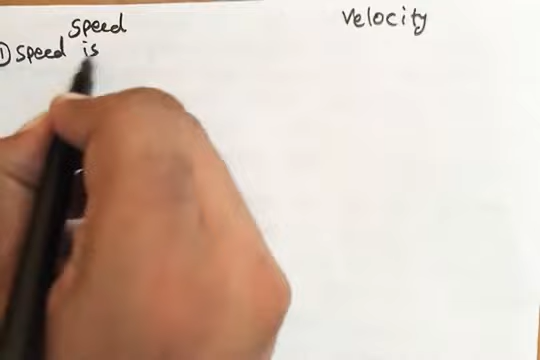 speed
velocity
① speed is